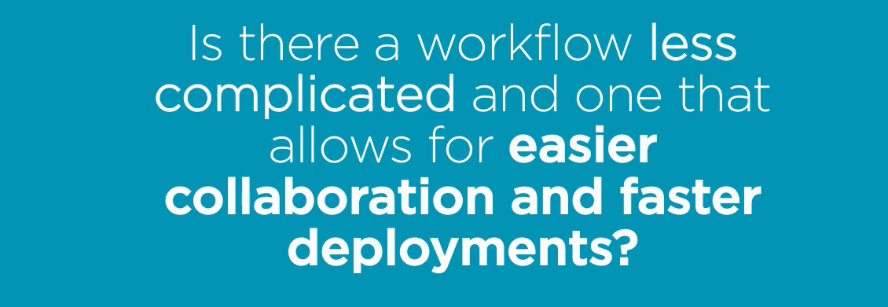 Is there a workflow less
complicated and one that
allows for easier
collaboration and faster
deployments?